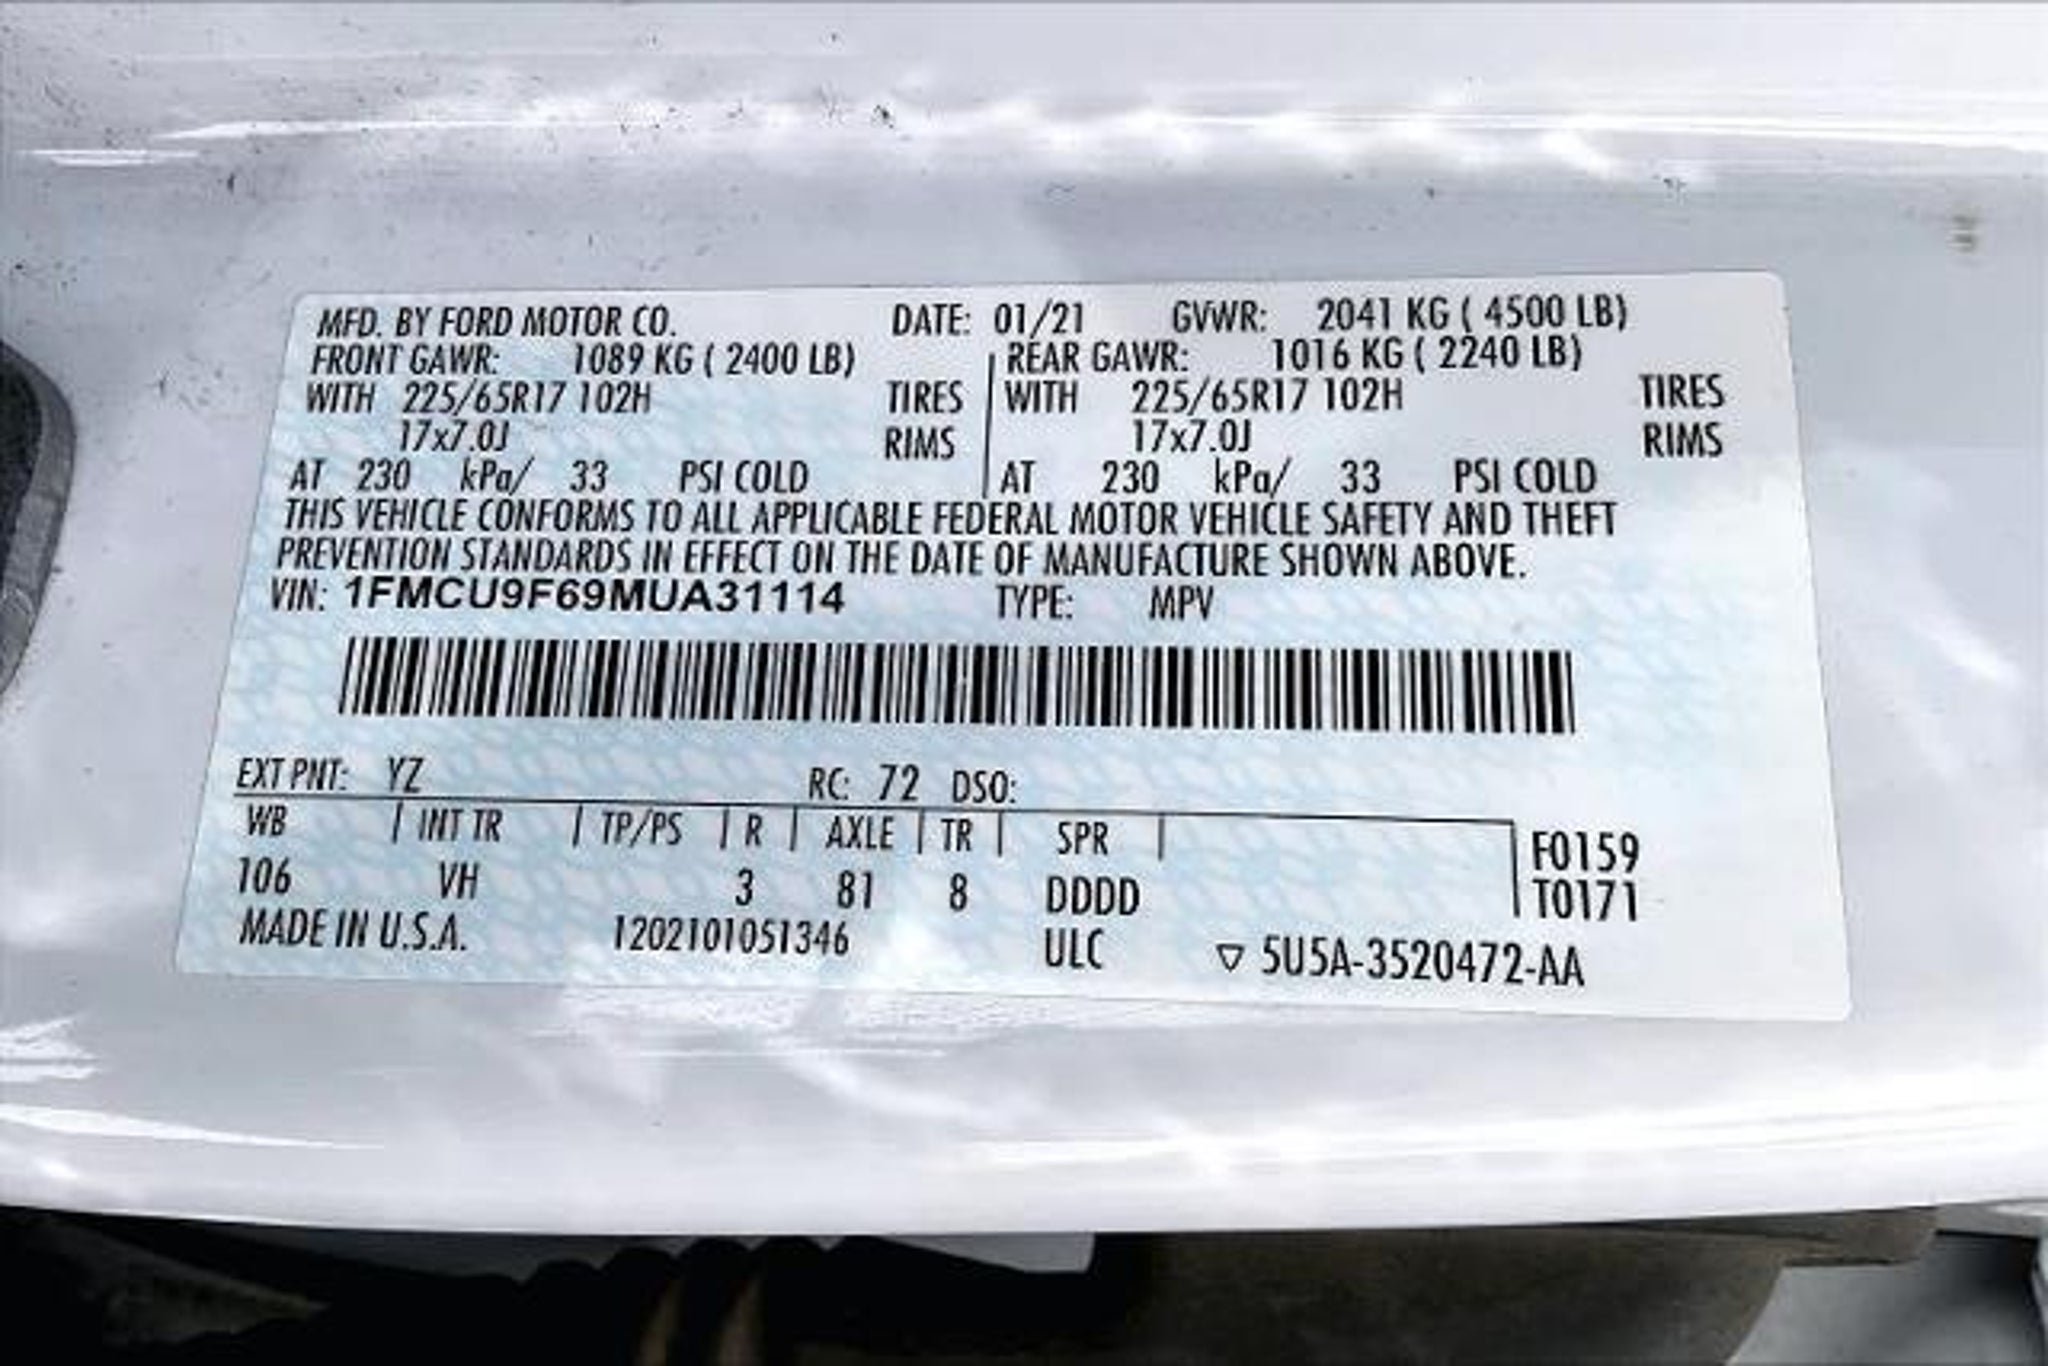 MFD. BY FORD MOTOR CO. DATE: 01/21 GVWR: 2041 KG ( 4500 LB)
FRONT GAWR: 1089 KG ( 2400 LB) REAR GAWR: 1016 KG ( 2240 LB)
WITH 225/65R17 102H TIRES WITH 225/65R17 102H TIRES
17x7.0J RIMS 17x7.0J RIMS
AT 230 kPa/ 33 PSI COLD AT 230 kPa/ 33 PSI COLD
THIS VEHICLE CONFORMS TO ALL APPLICABLE FEDERAL MOTOR VEHICLE SAFETY AND THEFT
PREVENTION STANDARDS IN EFFECT ON THE DATE OF MANUFACTURE SHOWN ABOVE.
VIN: 1FMCU9F69MUA31114 TYPE: MPV
EXT PNT: YZ RC: 72 DSO:
WB INT TR TP/PS R AXLE TR SPR F0159
106 VH 3 81 8 DDDD T0171
MADE IN U.S.A. 1202101051346 ULC ▽ 5U5A-3520472-AA